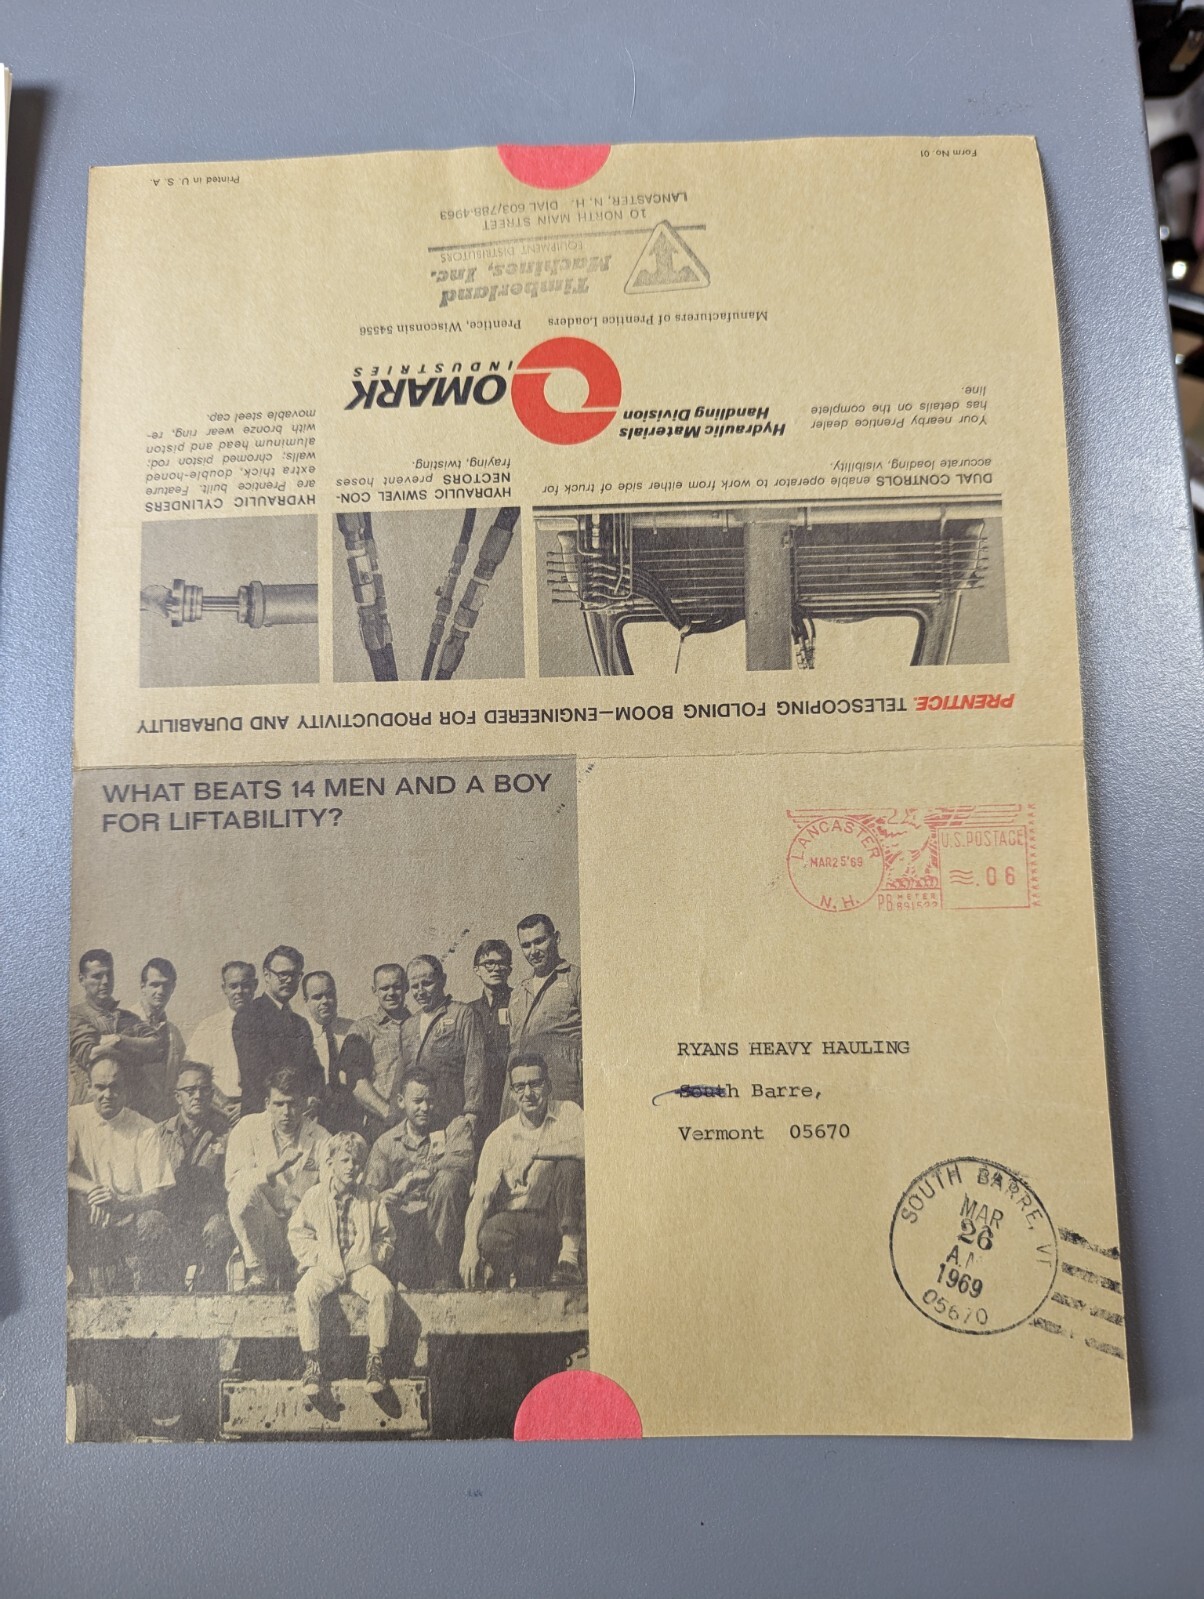 Printed in U. S. A.
Form No. 01
LANCASTER, N. H. DIAL 603/788-4963
10 NORTH MAIN STREET
EQUIPMENT DISTRIBUTORS
Timberland
Machines, Inc.
Manufacturers of Prentice Loaders Prentice, Wisconsin 54556
OMARK
INDUSTRIES
Hydraulic Materials
Handling Division
Your nearby Prentice dealer
has details on the complete
line.
DUAL CONTROLS enable operator to work from either side of truck for
accurate loading, visibility.
HYDRAULIC SWIVEL CON-
NECTORS prevent hoses
fraying, twisting.
HYDRAULIC CYLINDERS
are Prentice built. Feature
extra thick, double-honed
walls; chromed piston rod;
aluminum head and piston
with bronze wear ring, re-
movable steel cap.
PRENTICE. TELESCOPING FOLDING BOOM—ENGINEERED FOR PRODUCTIVITY AND DURABILITY
WHAT BEATS 14 MEN AND A BOY
FOR LIFTABILITY?
LANCASTER
MAR25'69
N. H.
U.S.POSTAGE
.06
P.B. METER
RYANS HEAVY HAULING
South Barre,
Vermont 05670
SOUTH BARRE, VT
MAR
26
1969
05670